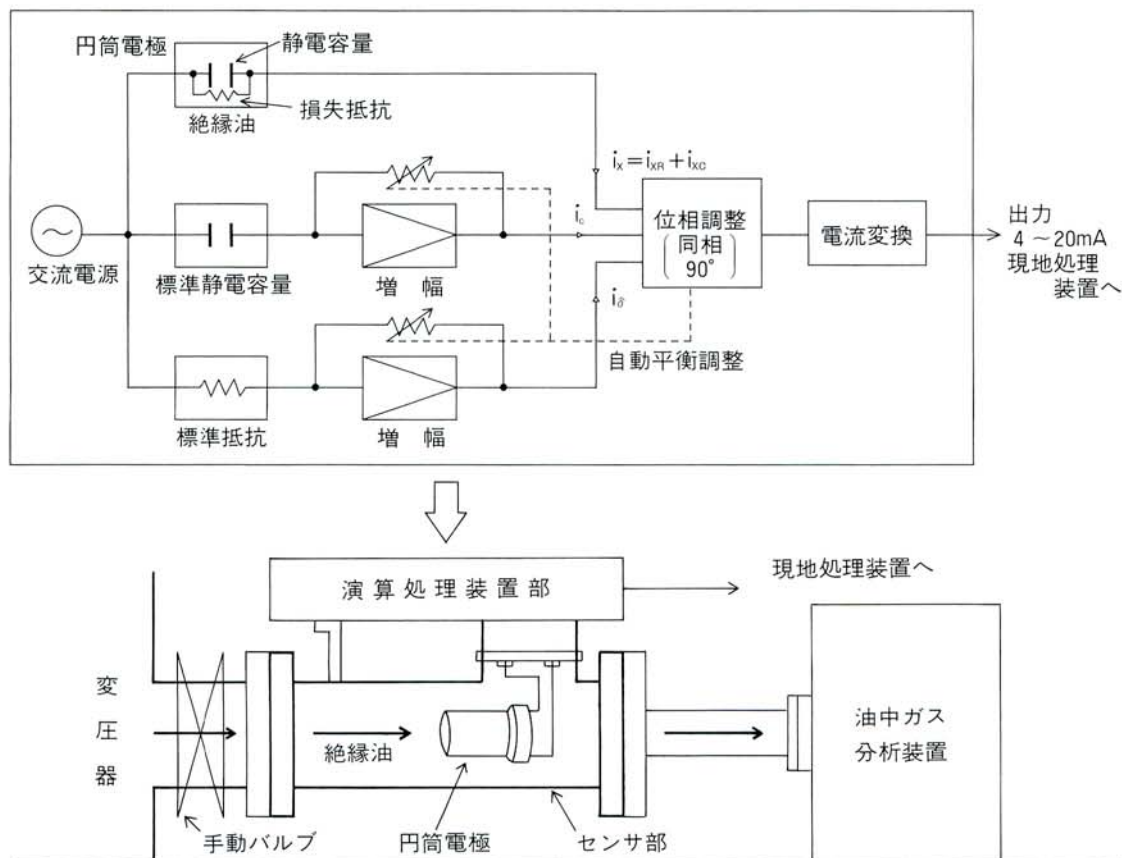 円筒電極
静電容量
損失抵抗
絶縁油
i_x=i_xR+i_xc
交流電源
標準静電容量
増 幅
i_c
位相調整
(同相
90°)
電流変換
出力
4~20mA
現地処理
装置へ
i_δ
自動平衡調整
標準抵抗
増 幅
演算処理装置部
現地処理装置へ
変圧器
絶縁油
油中ガス
分析装置
手動バルブ
円筒電極
センサ部